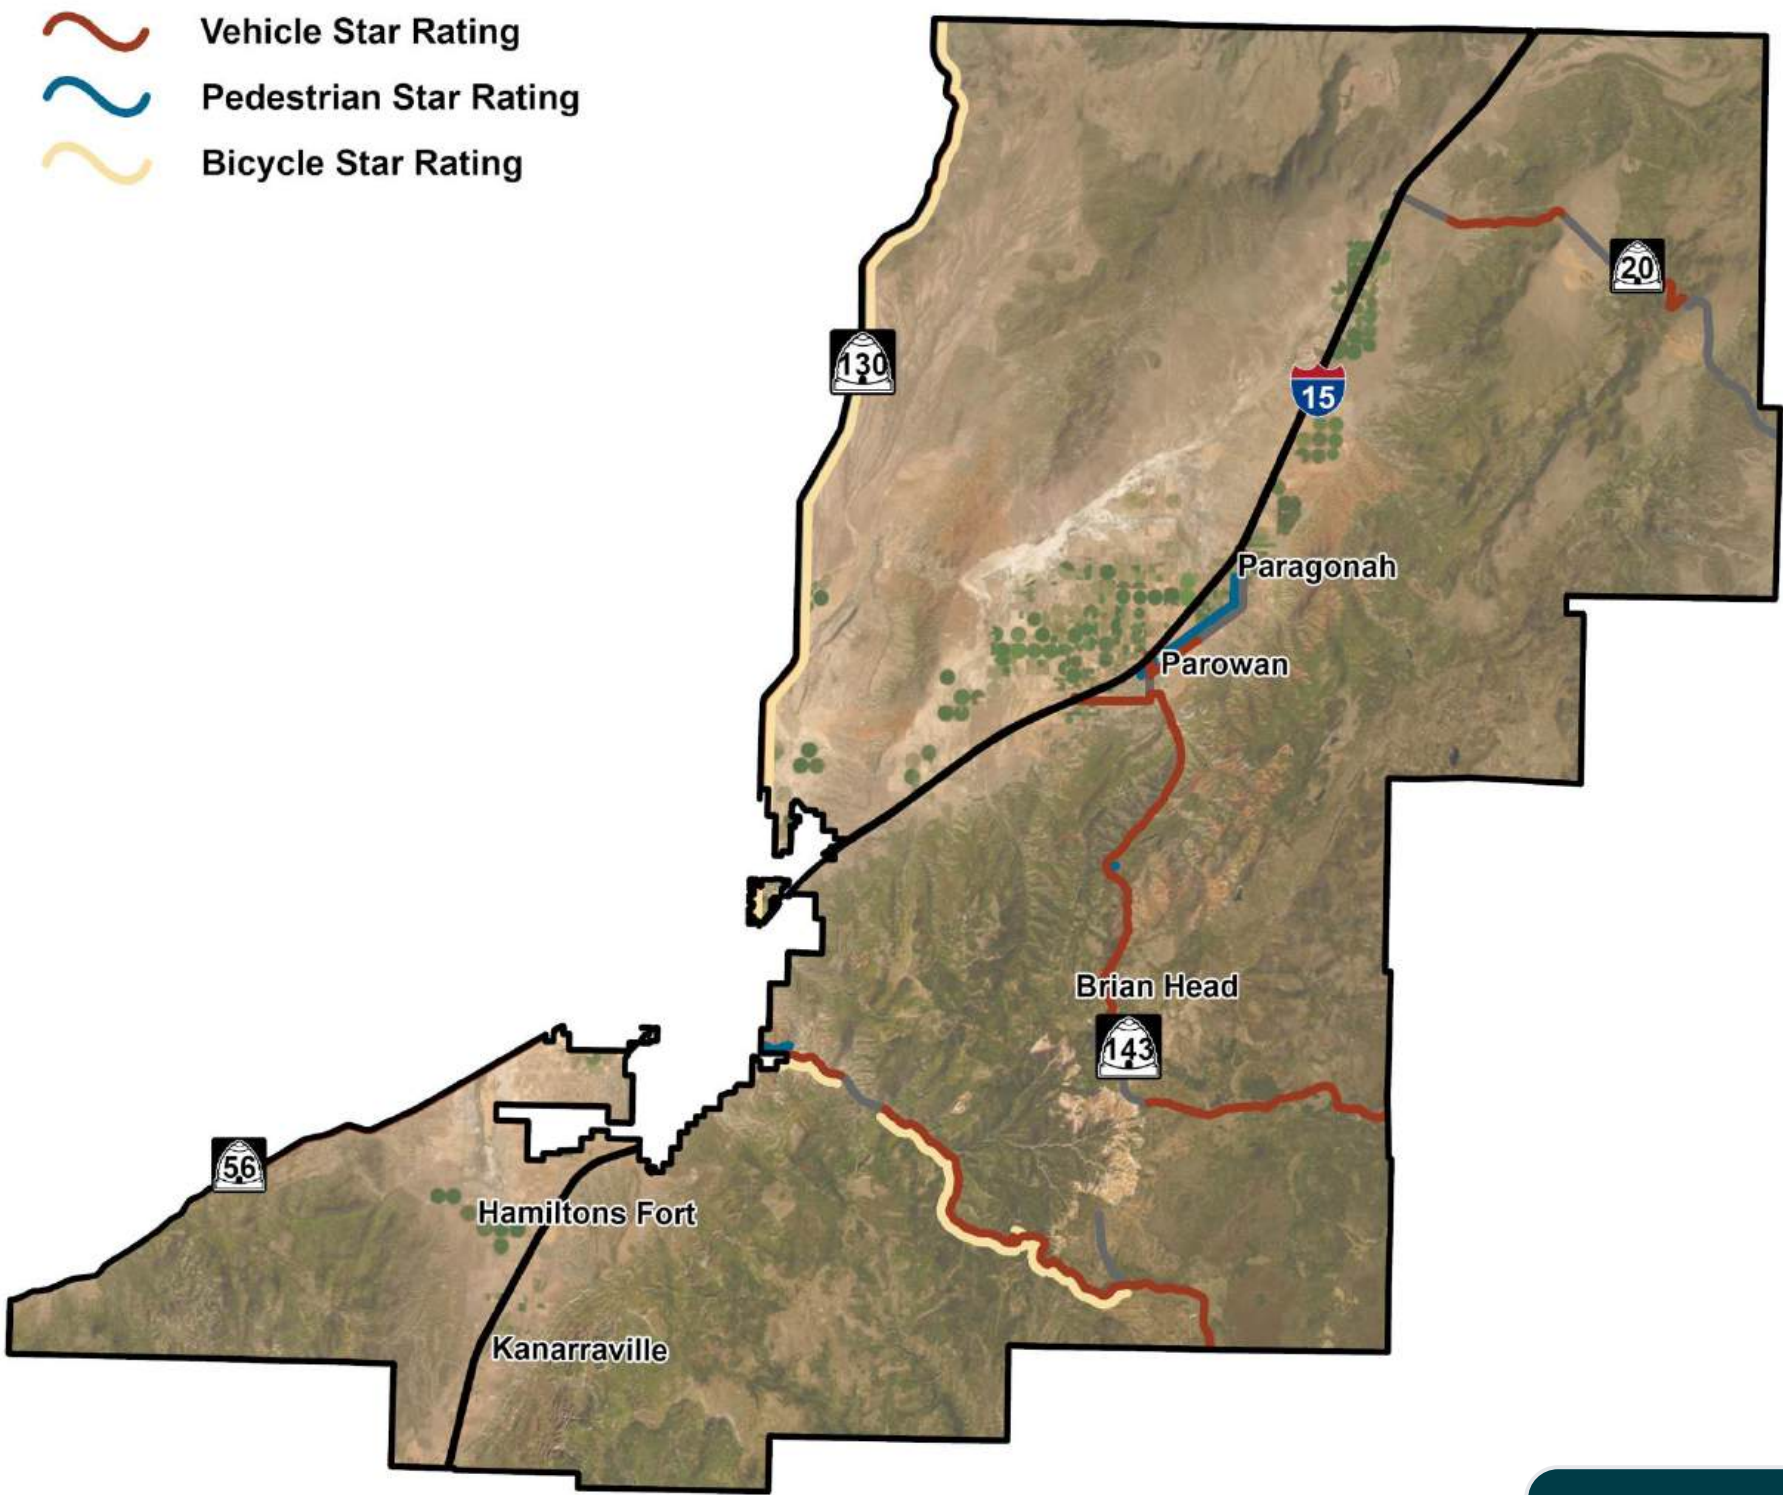 Vehicle Star Rating
Pedestrian Star Rating
Bicycle Star Rating
20
130
15
Paragonah
Parowan
Brian Head
143
56
Hamiltons Fort
Kanarraville